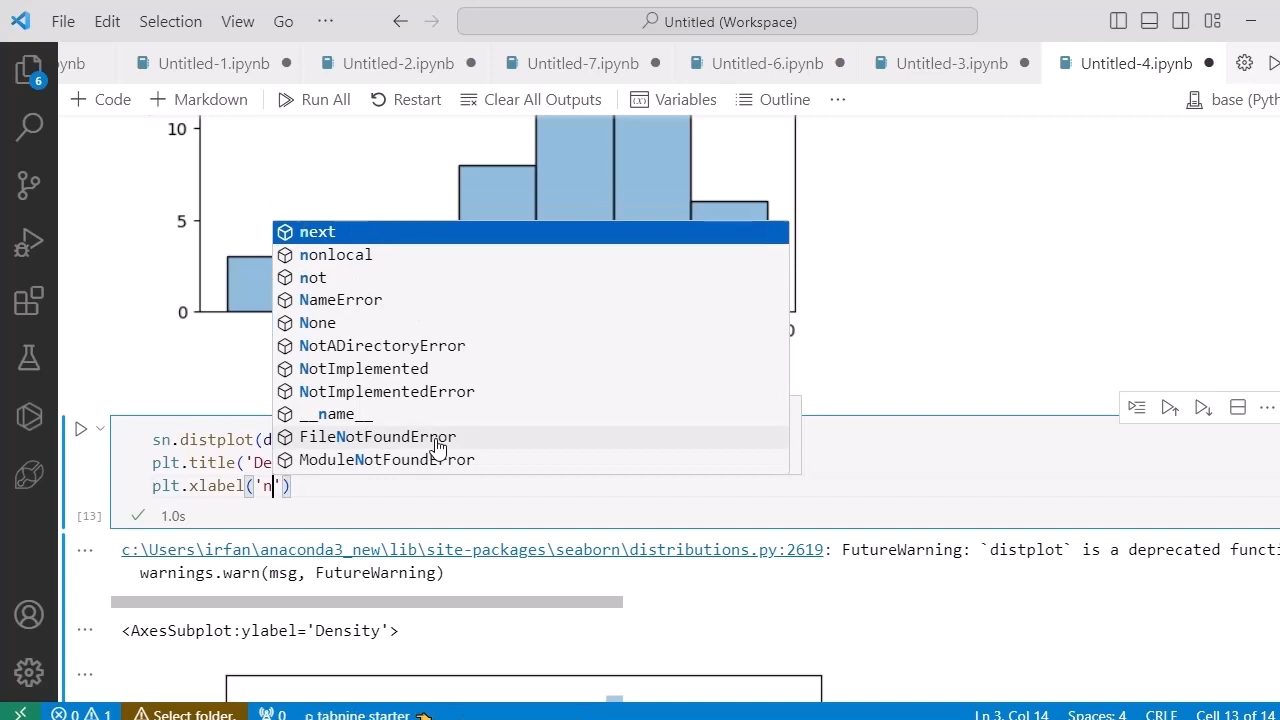 File Edit Selection View Go ··· Untitled (Workspace)
6
ynb Untitled-1.ipynb Untitled-2.ipynb Untitled-7.ipynb Untitled-6.ipynb Untitled-3.ipynb Untitled-4.ipynb
+ Code + Markdown Run All Restart Clear All Outputs Variables Outline ··· base (Pyth
10
5
0
next
nonlocal
not
NameError
None
NotADirectoryError
NotImplemented
NotImplementedError
__name__
FileNotFoundError
ModuleNotFoundError
sn.distplot(d
plt.title('De
plt.xlabel('n')
[13] 1.0s
c:\Users\irfan\anaconda3_new\lib\site-packages\seaborn\distributions.py:2619: FutureWarning: `distplot` is a deprecated functi
warnings.warn(msg, FutureWarning)
<AxesSubplot:ylabel='Density'>
0 1 Select folder. 0 p tabnine starter Ln 3, Col 14 Spaces: 4 CRLF Cell 13 of 14